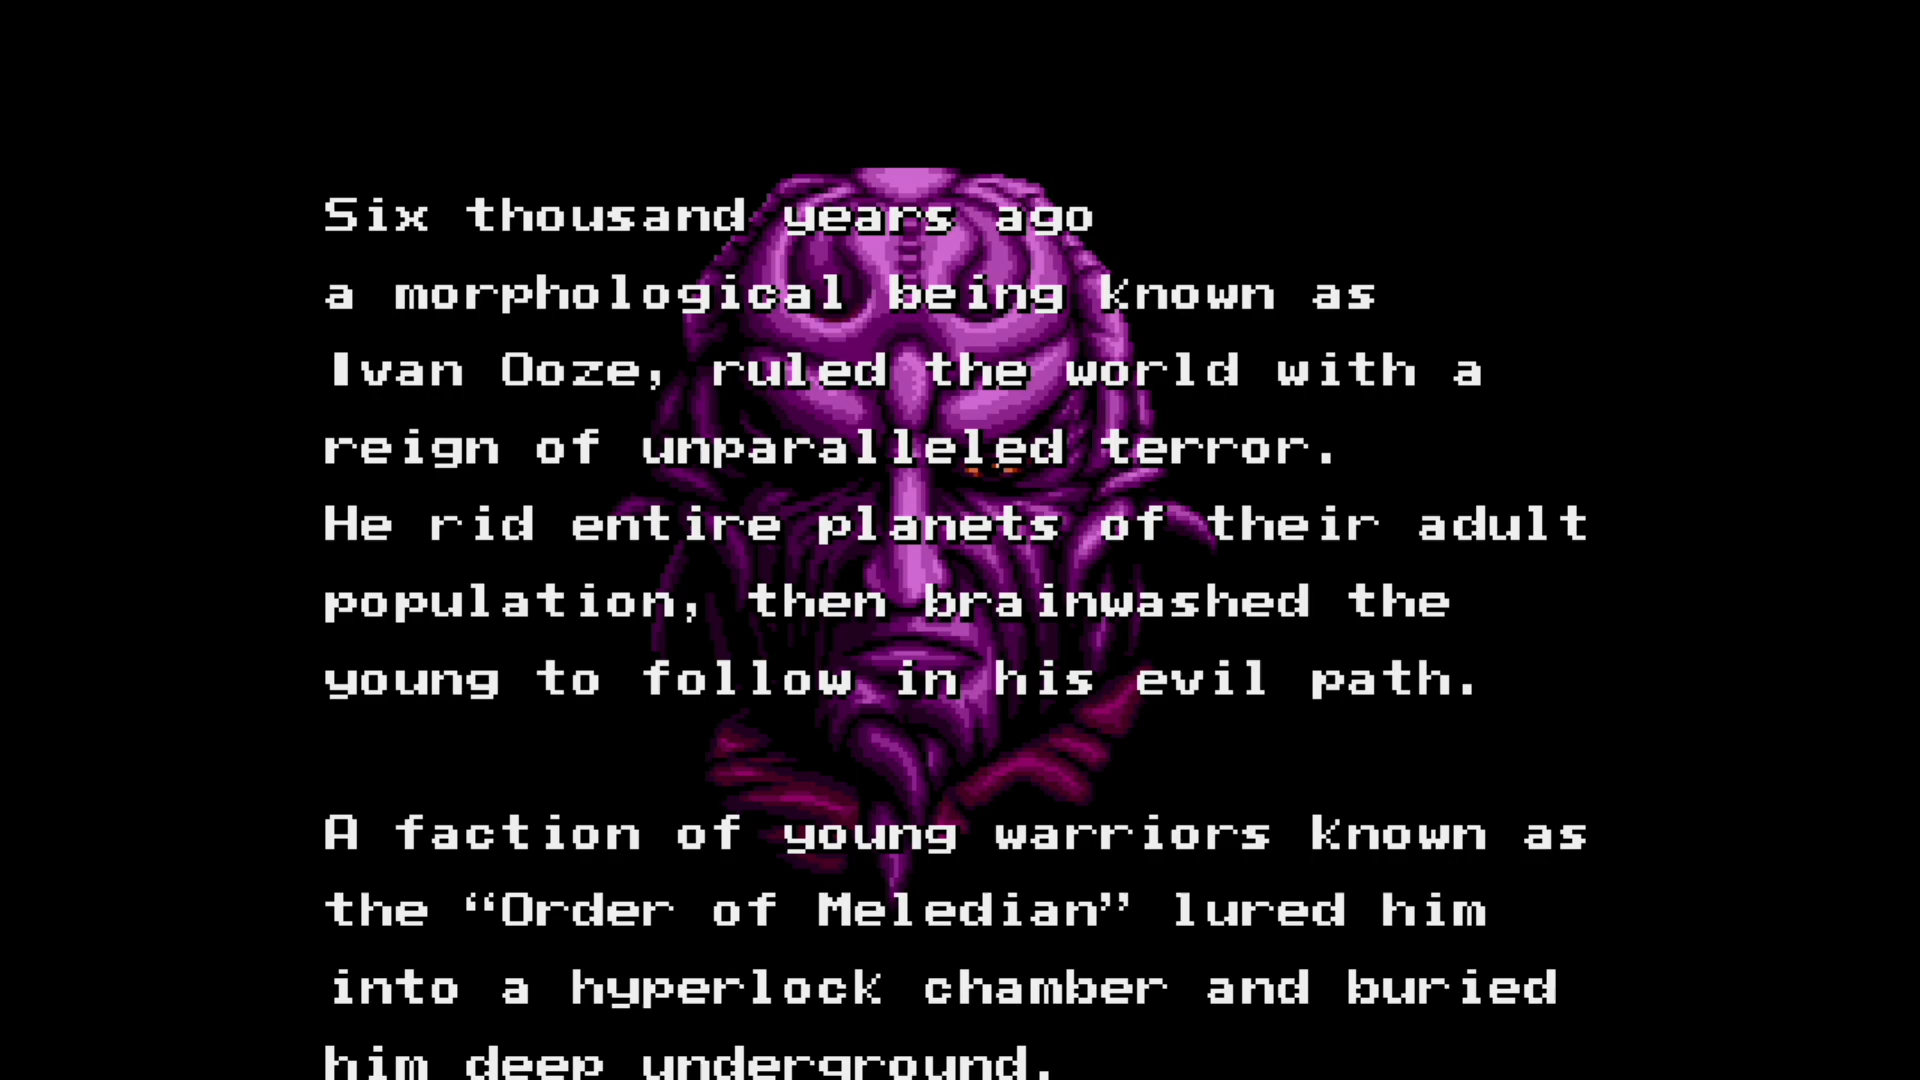 Six thousand years ago
a morphological being known as
Ivan Ooze, ruled the world with a
reign of unparalleled terror.
He rid entire planets of their adult
population, then brainwashed the
young to follow in his evil path.
A faction of young warriors known as
the “Order of Meledian” lured him
into a hyperlock chamber and buried
him deep underground.